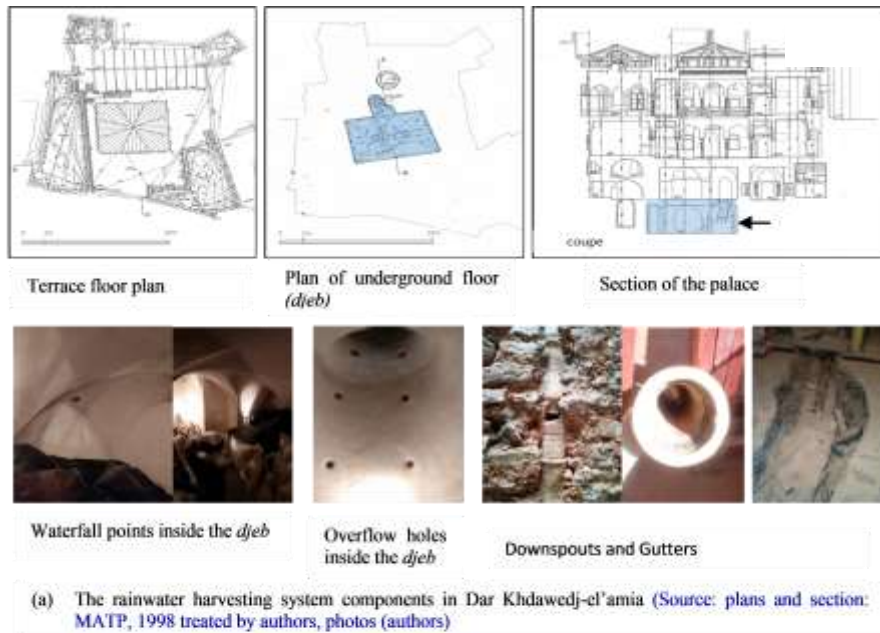 coupe
Terrace floor plan
Plan of underground floor
(djeb)
Section of the palace
Waterfall points inside the djeb
Overflow holes
inside the djeb
Downspouts and Gutters
(a) The rainwater harvesting system components in Dar Khdawedj-el'amia (Source: plans and section:
MATP, 1998 treated by authors, photos (authors)